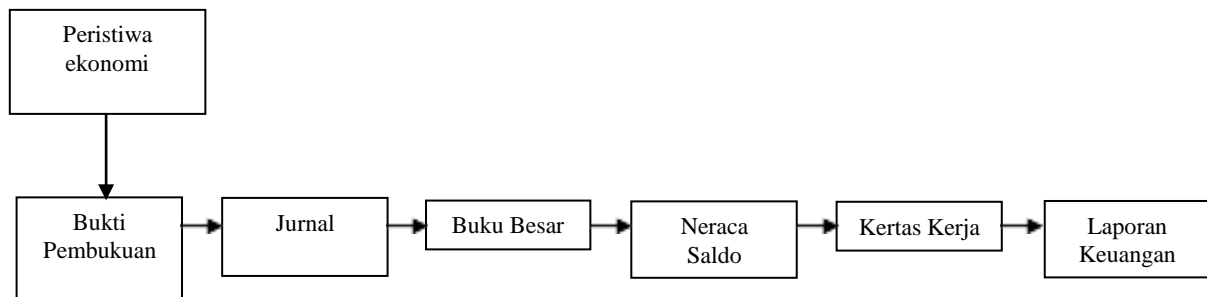 Peristiwa
ekonomi
Bukti
Pembukuan
Jurnal
Buku Besar
Neraca
Saldo
Kertas Kerja
Laporan
Keuangan